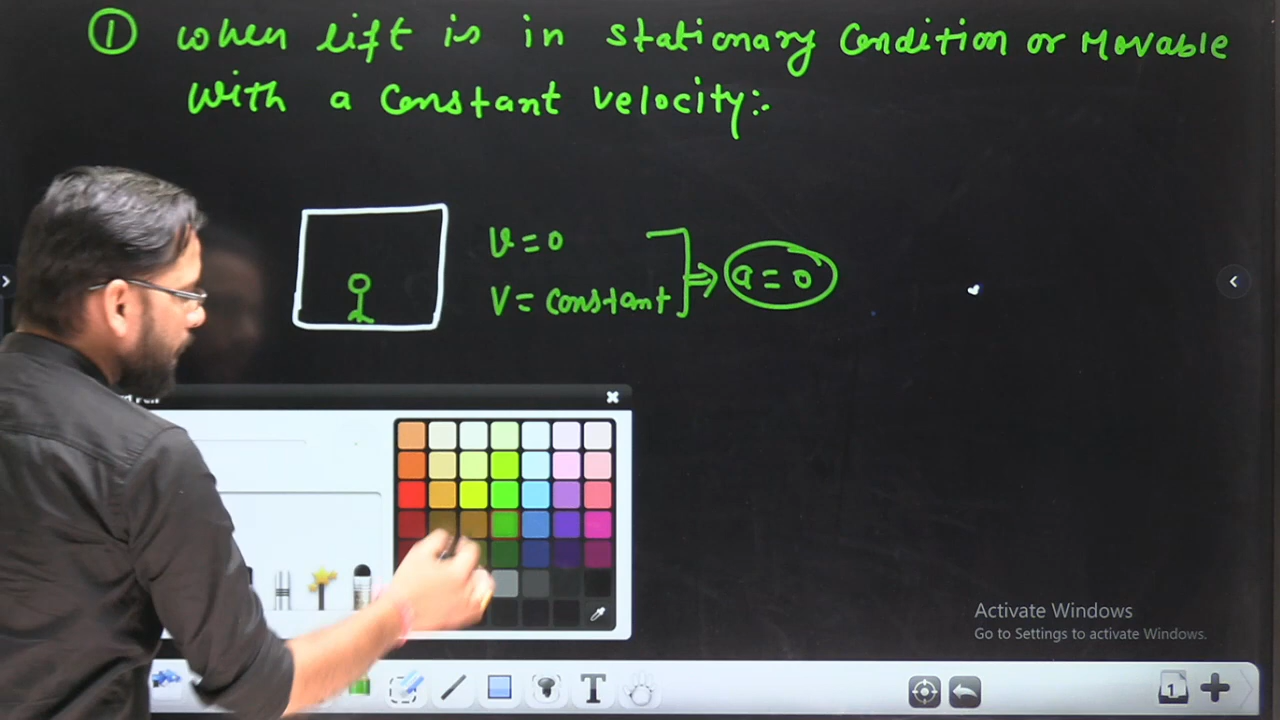 ① When lift is in stationary Condition or Movable
With a Constant velocity:-
v = 0
V = Constant
⇒ a = 0
Activate Windows
Go to Settings to activate Windows.
1
T